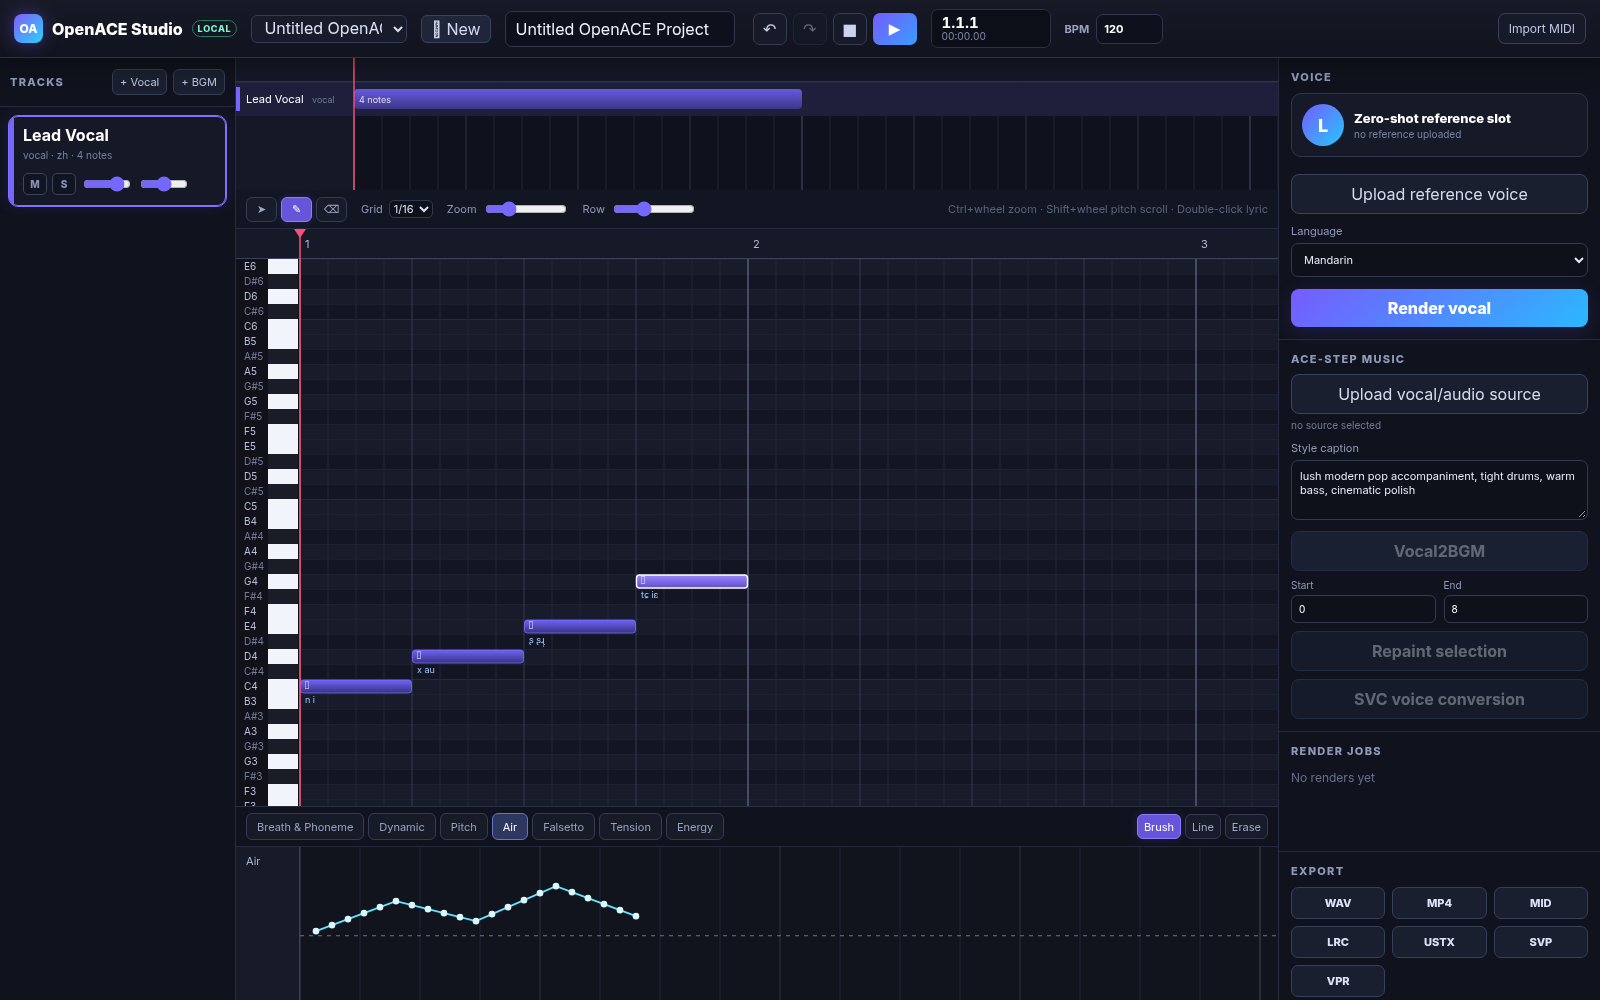 OA OpenACE Studio LOCAL
Untitled OpenAC
New
Untitled OpenACE Project
1.1.1
00:00.00
BPM 120
Import MIDI
TRACKS
+ Vocal
+ BGM
Lead Vocal
vocal · zh · 4 notes
M S
Lead Vocal vocal
4 notes
Grid 1/16 Zoom Row
Ctrl+wheel zoom · Shift+wheel pitch scroll · Double-click lyric
1 2 3
E6
D#6
D6
C#6
C6
B5
A#5
A5
G#5
G5
F#5
F5
E5
D#5
D5
C#5
C5
B4
A#4
A4
G#4
G4
F#4
F4
E4
D#4
D4
C#4
C4
B3
A#3
A3
G#3
G3
F#3
F3
E3
tɕ iɛ
x au
n i
Breath & Phoneme
Dynamic
Pitch
Air
Falsetto
Tension
Energy
Brush
Line
Erase
Air
VOICE
L
Zero-shot reference slot
no reference uploaded
Upload reference voice
Language
Mandarin
Render vocal
ACE-STEP MUSIC
Upload vocal/audio source
no source selected
Style caption
lush modern pop accompaniment, tight drums, warm
bass, cinematic polish
Vocal2BGM
Start End
0 8
Repaint selection
SVC voice conversion
RENDER JOBS
No renders yet
EXPORT
WAV MP4 MID
LRC USTX SVP
VPR